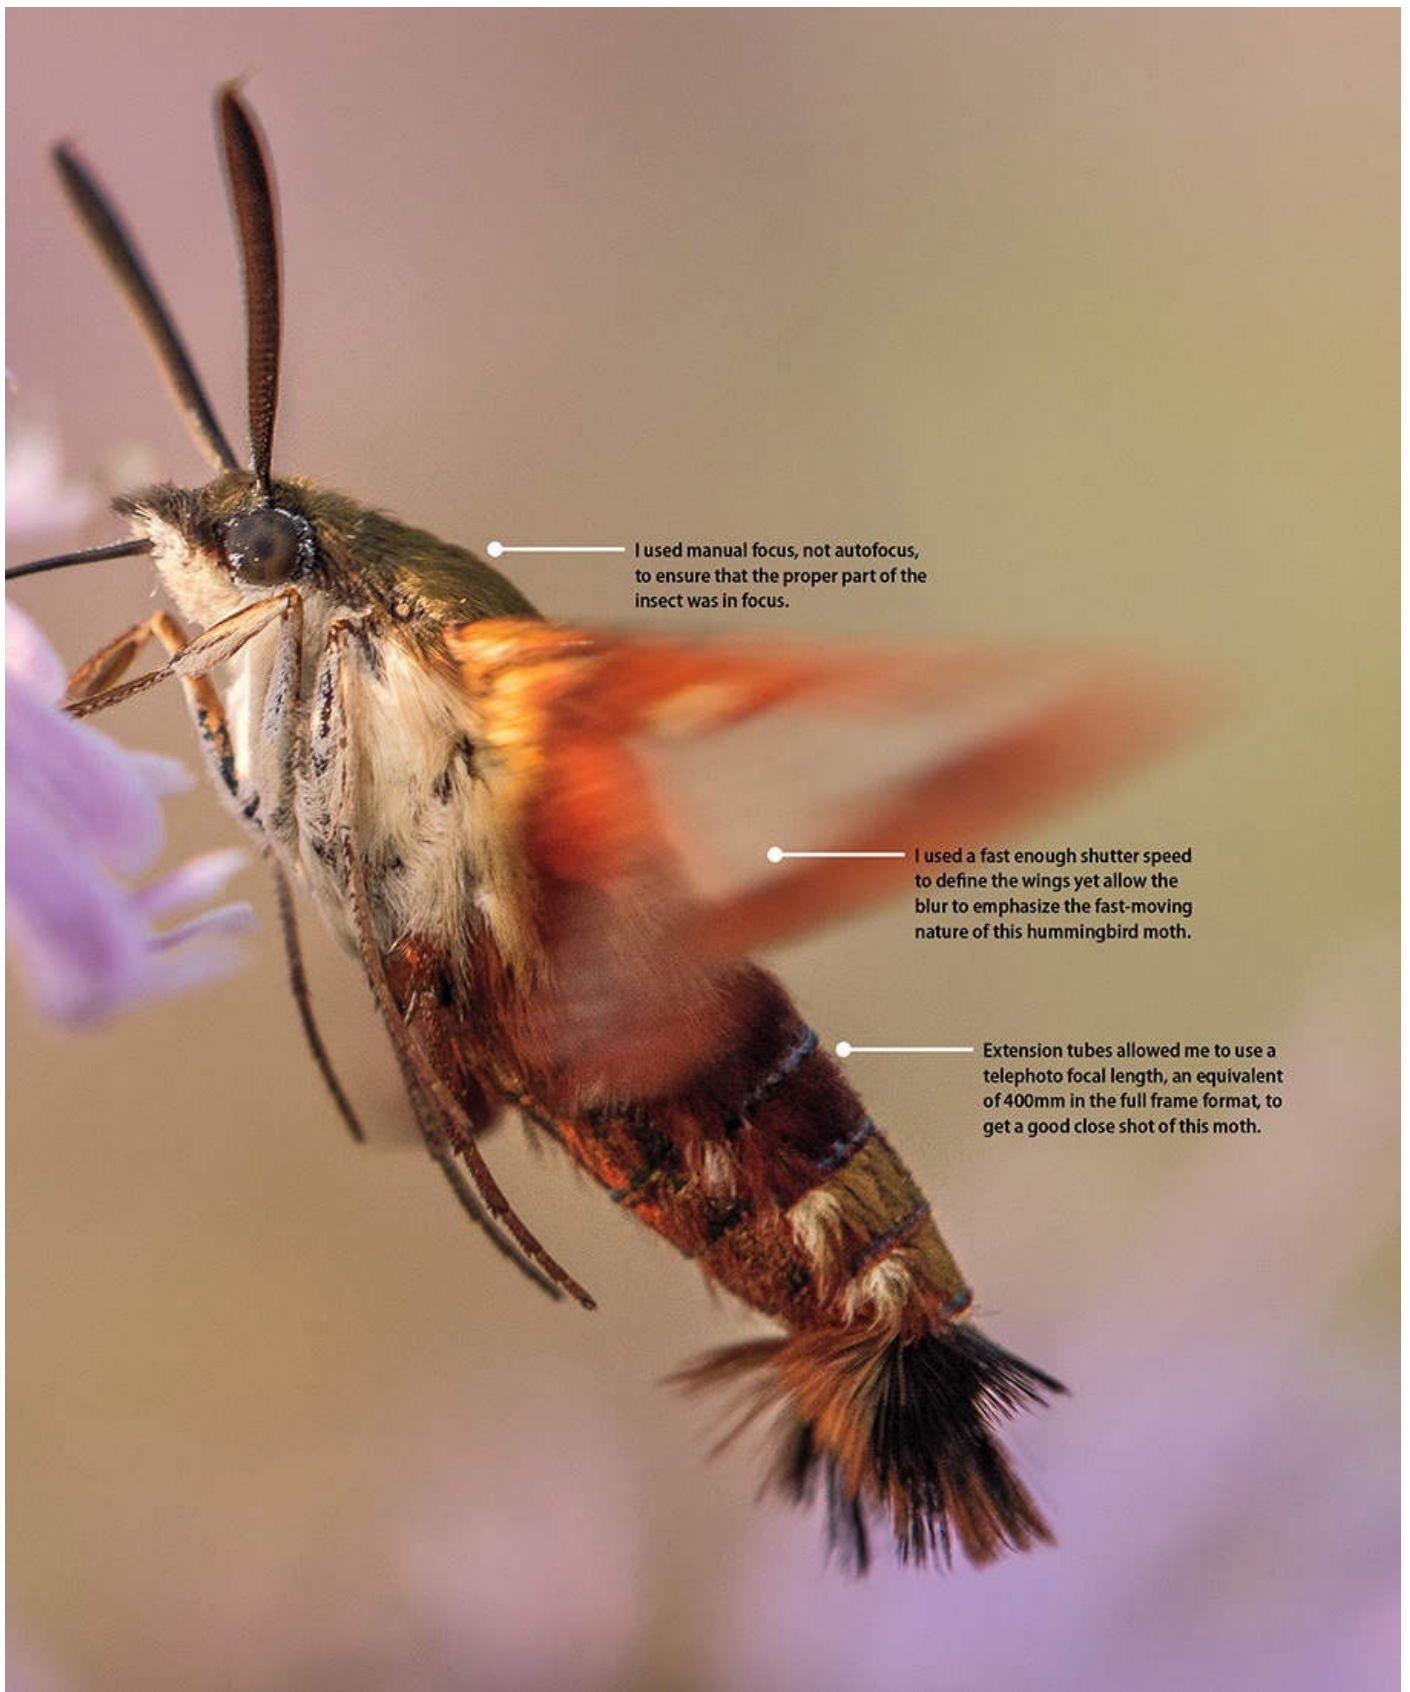 I used manual focus, not autofocus,
to ensure that the proper part of the
insect was in focus.
I used a fast enough shutter speed
to define the wings yet allow the
blur to emphasize the fast-moving
nature of this hummingbird moth.
Extension tubes allowed me to use a
telephoto focal length, an equivalent
of 400mm in the full frame format, to
get a good close shot of this moth.